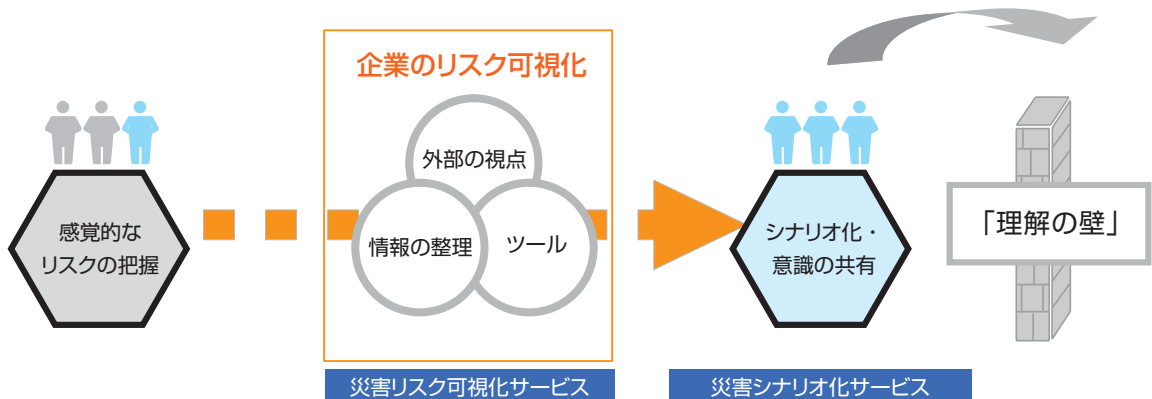 企業のリスク可視化
外部の視点
情報の整理
ツール
感覚的な
リスクの把握
シナリオ化・
意識の共有
「理解の壁」
災害リスク可視化サービス
災害シナリオ化サービス